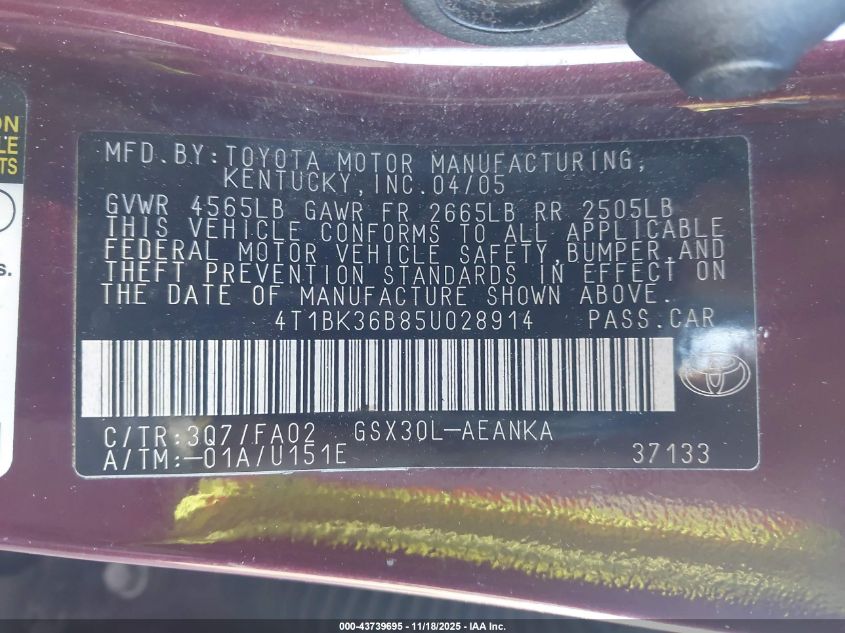 ON
LE
TS
s.
MFD.BY:TOYOTA MOTOR MANUFACTURING,
KENTUCKY,INC.04/05
GVWR 4565LB GAWR FR 2665LB RR 2505LB
THIS VEHICLE CONFORMS TO ALL APPLICABLE
FEDERAL MOTOR VEHICLE SAFETY,BUMPER,AND
THEFT PREVENTION STANDARDS IN EFFECT ON
THE DATE OF MANUFACTURE SHOWN ABOVE.
4T1BK36B85U028914 PASS.CAR
C/TR:3Q7/FA02 GSX30L-AEANKA
A/TM:-01A/U151E 37133
000-43739695 - 11/18/2025 - IAA Inc.